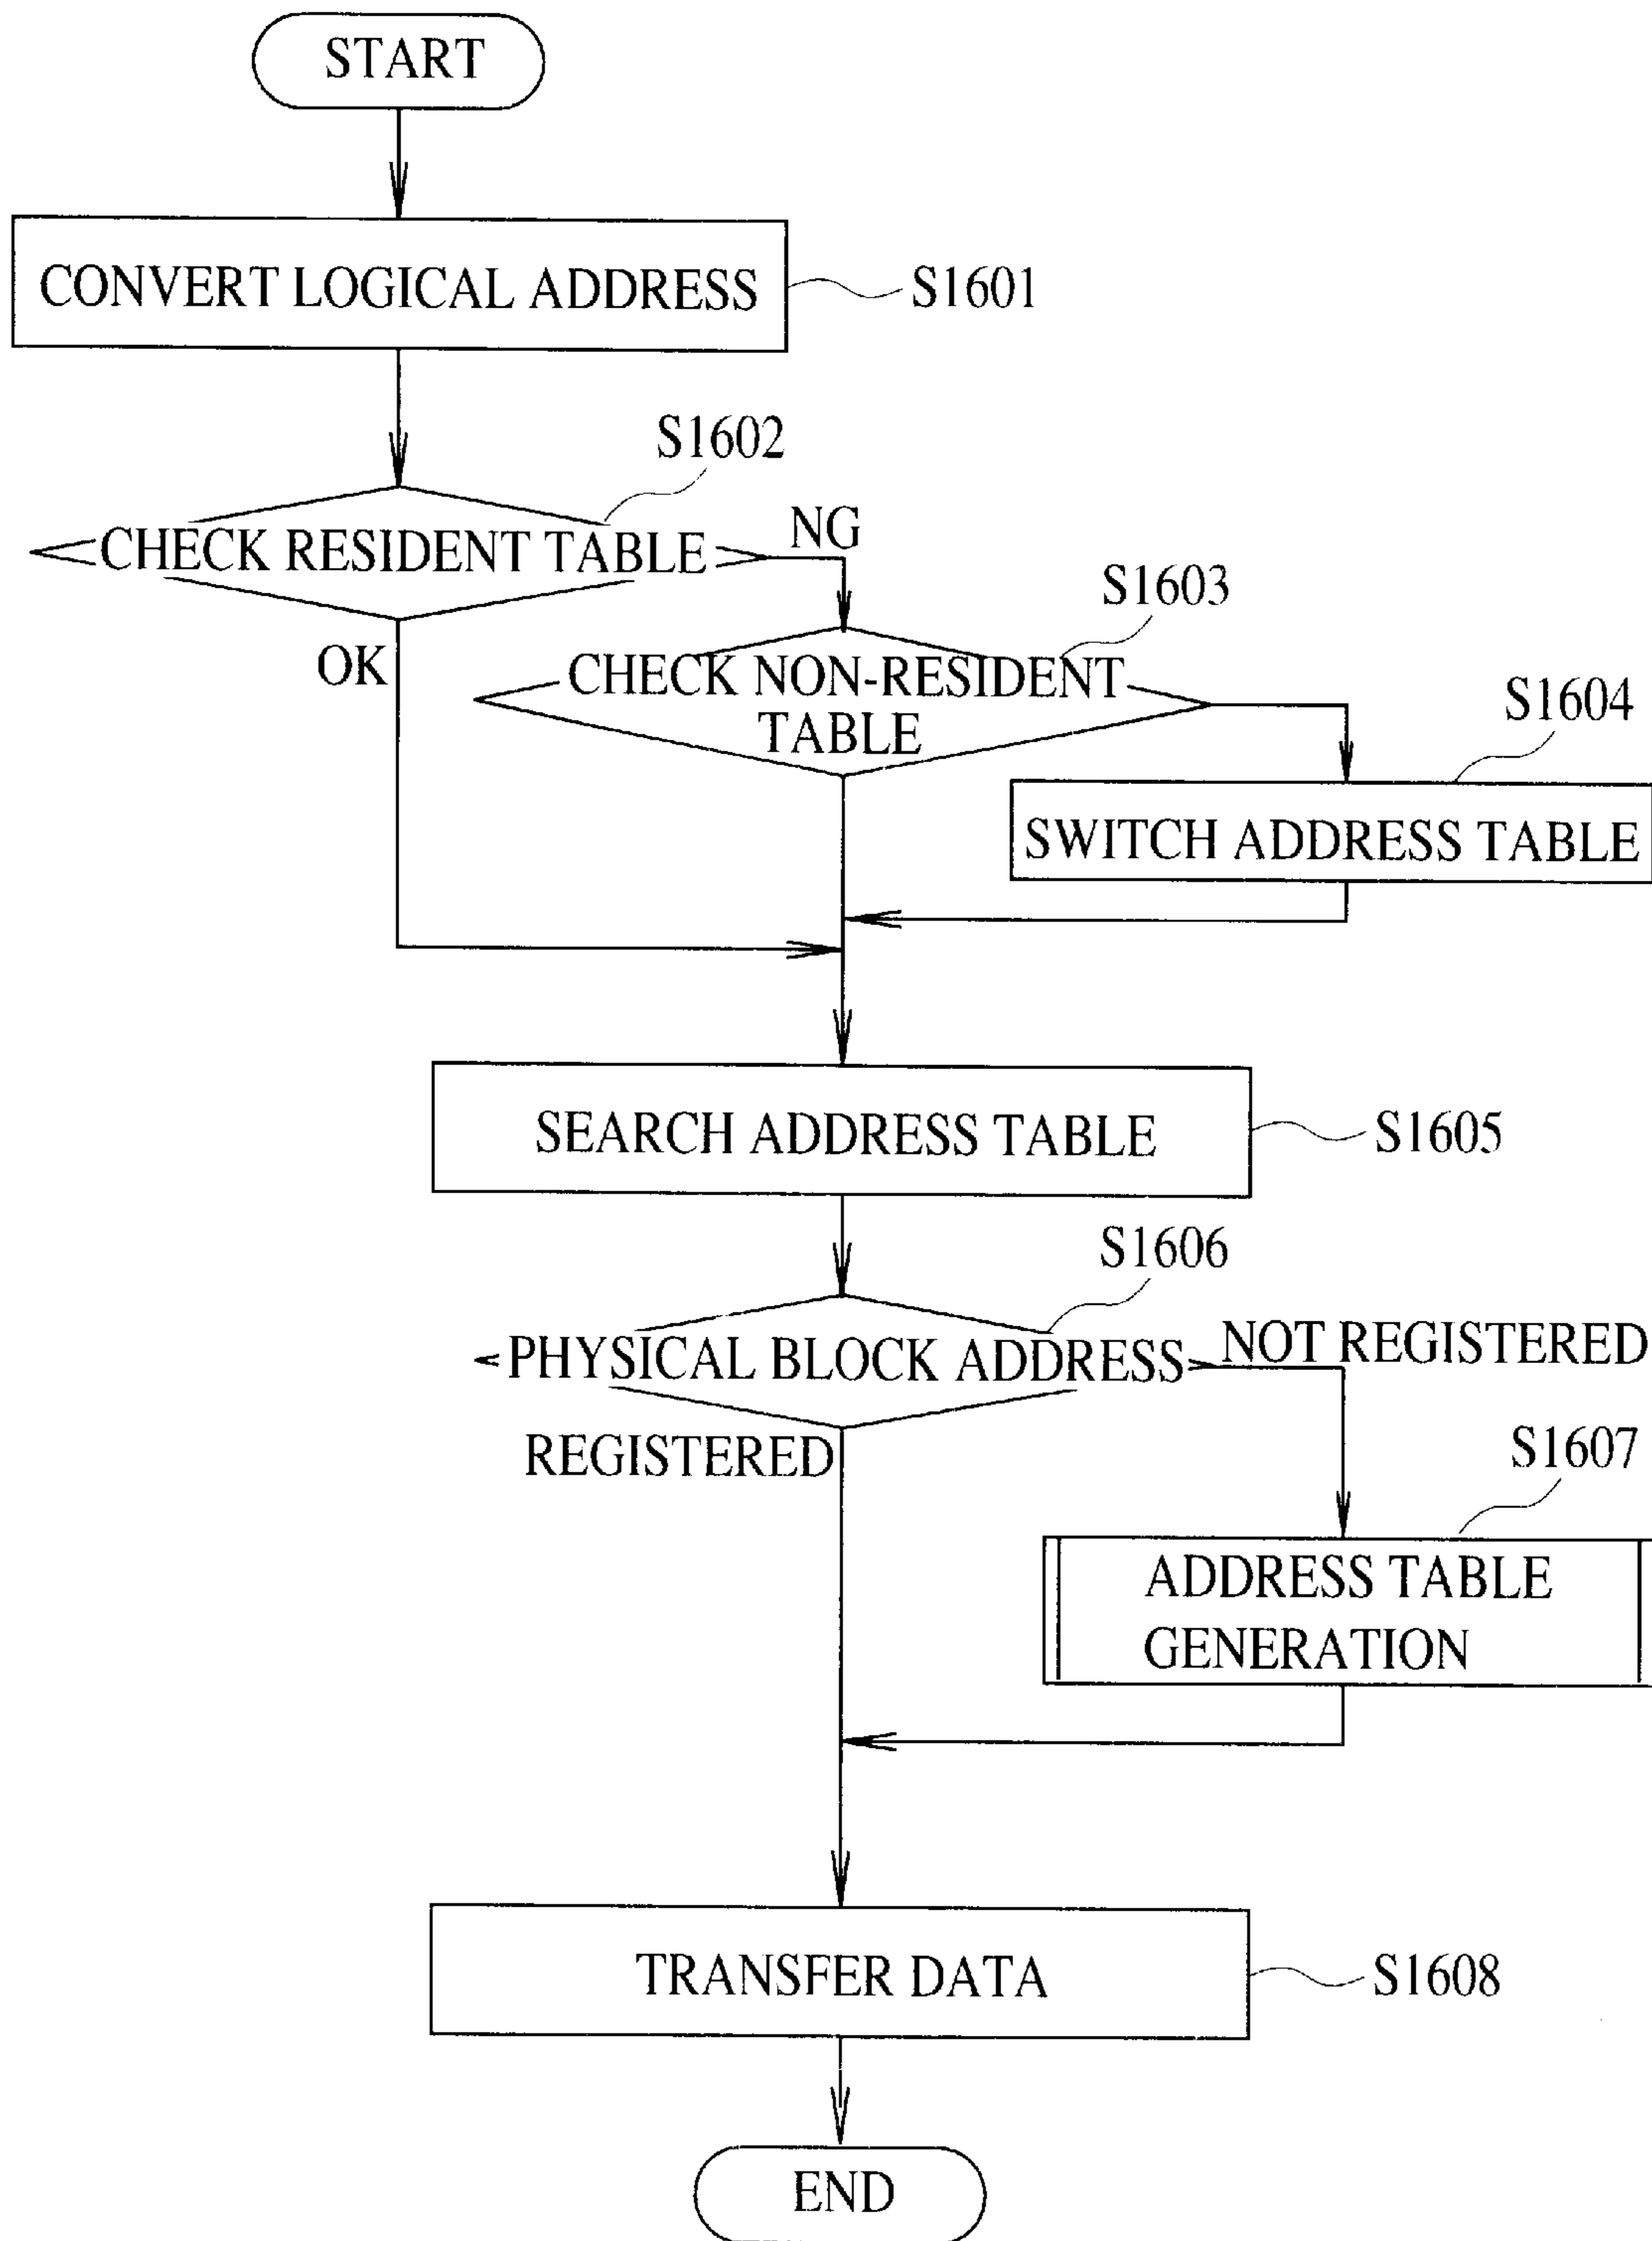 START
CONVERT LOGICAL ADDRESS
S1601
S1602
CHECK RESIDENT TABLE
NG
OK
S1603
CHECK NON-RESIDENT
TABLE
S1604
SWITCH ADDRESS TABLE
SEARCH ADDRESS TABLE
S1605
S1606
PHYSICAL BLOCK ADDRESS
NOT REGISTERED
REGISTERED
S1607
ADDRESS TABLE
GENERATION
TRANSFER DATA
S1608
END